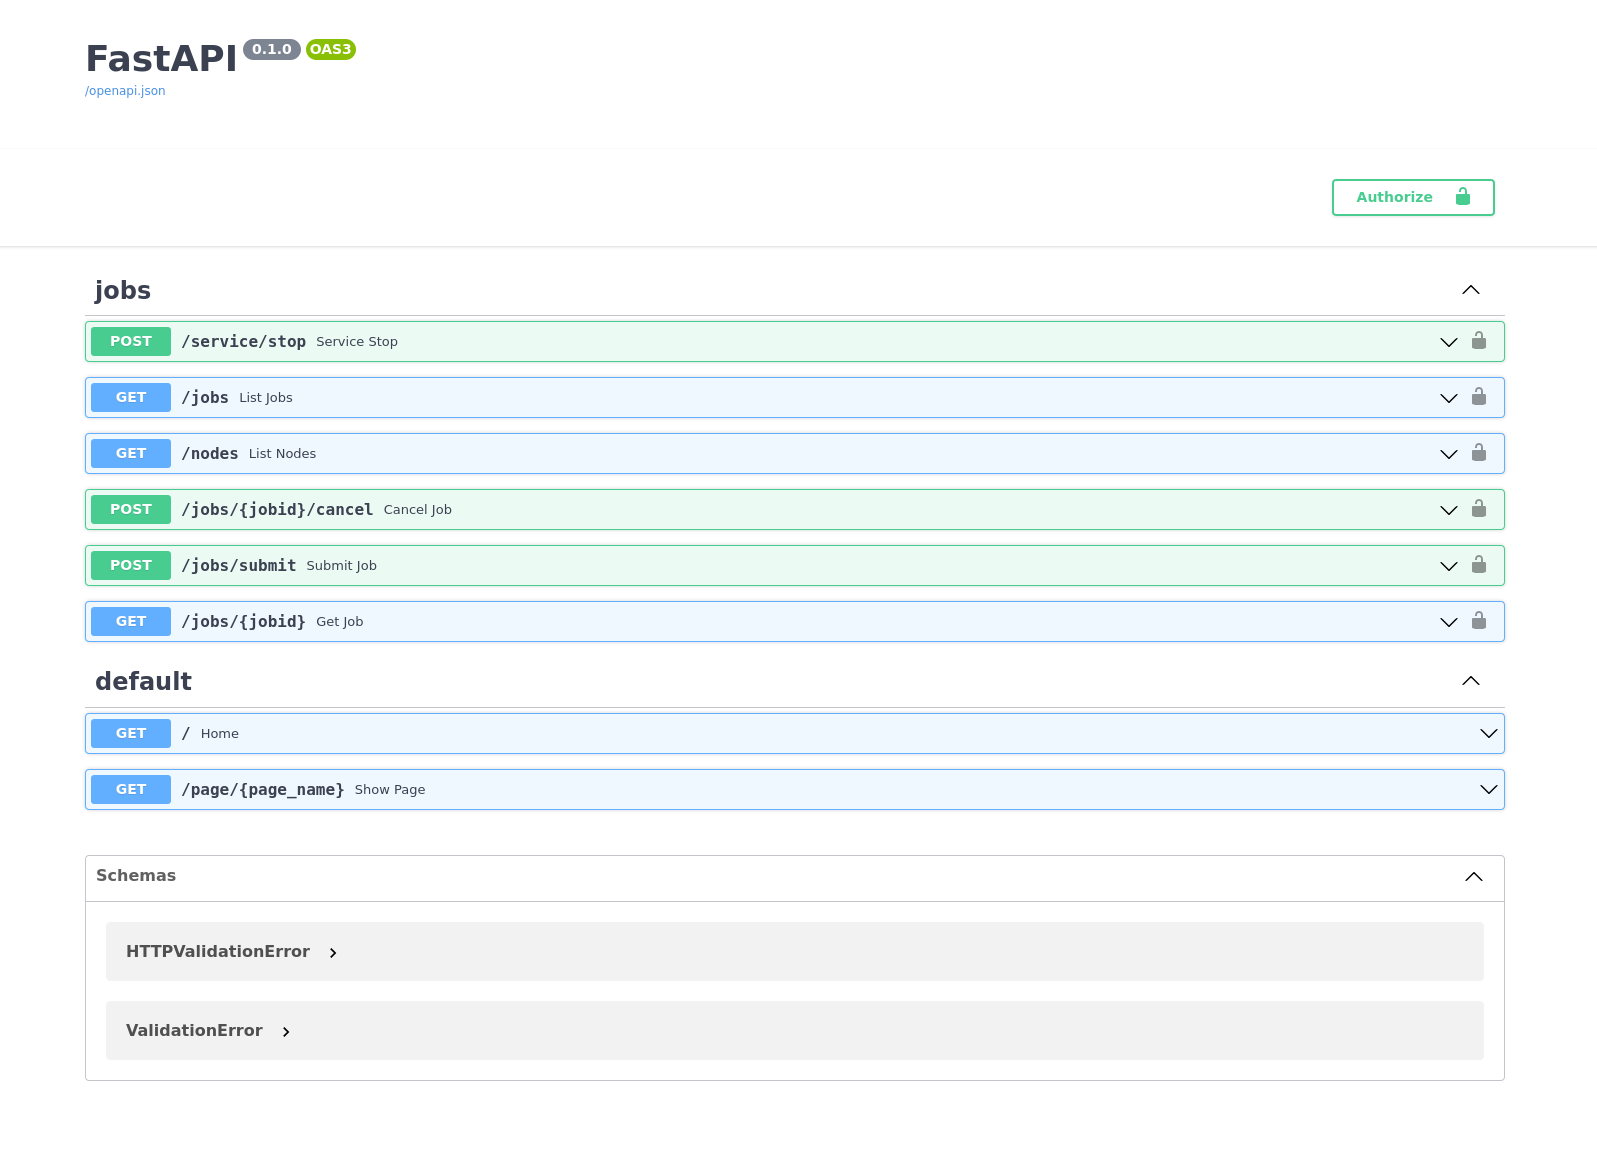 FastAPI 0.1.0 OAS3
/openapi.json
Authorize
jobs
POST /service/stop Service Stop
GET /jobs List Jobs
GET /nodes List Nodes
POST /jobs/{jobid}/cancel Cancel Job
POST /jobs/submit Submit Job
GET /jobs/{jobid} Get Job
default
GET / Home
GET /page/{page_name} Show Page
Schemas
HTTPValidationError
ValidationError